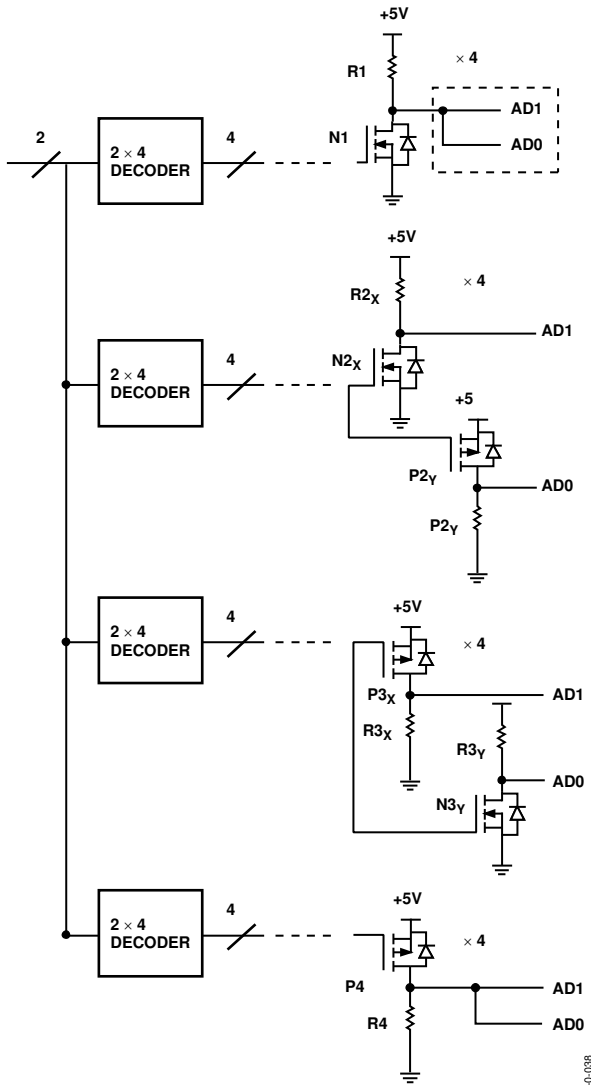 +5V
R1
× 4
2
2 × 4
DECODER
4
N1
AD1
AD0
+5V
R2X
× 4
AD1
2 × 4
DECODER
4
N2X
+5
P2Y
AD0
P2Y
2 × 4
DECODER
4
+5V
× 4
P3X
AD1
R3X
R3Y
AD0
N3Y
2 × 4
DECODER
4
+5V
× 4
P4
AD1
R4
AD0
-0-038